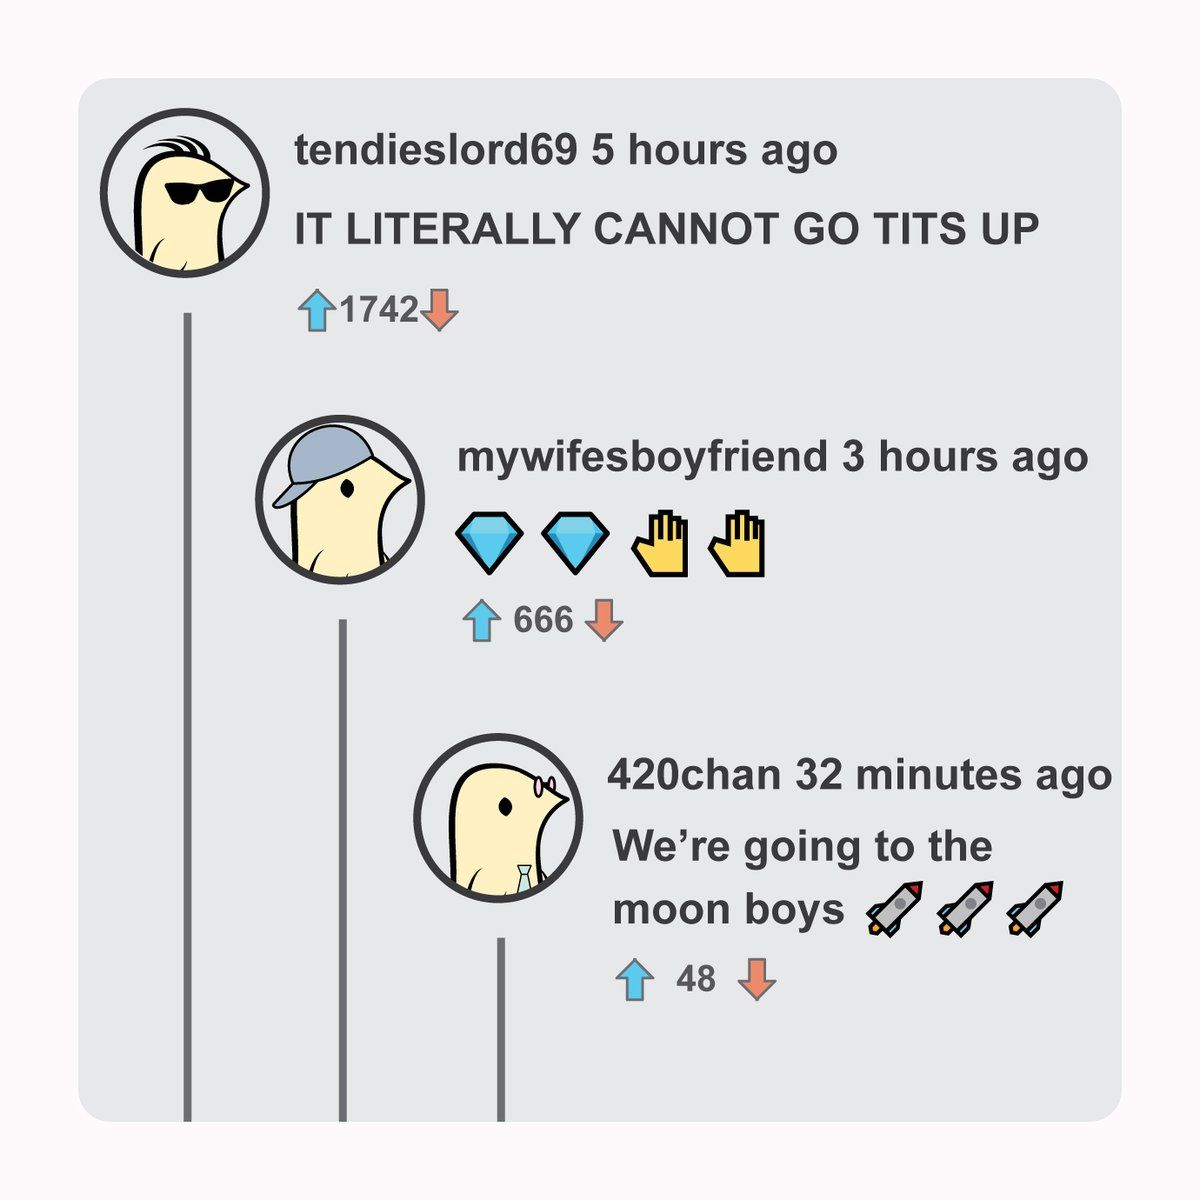 tendieslord69 5 hours ago
IT LITERALLY CANNOT GO TITS UP
1742
mywifesboyfriend 3 hours ago
666
420chan 32 minutes ago
We’re going to the
moon boys
48